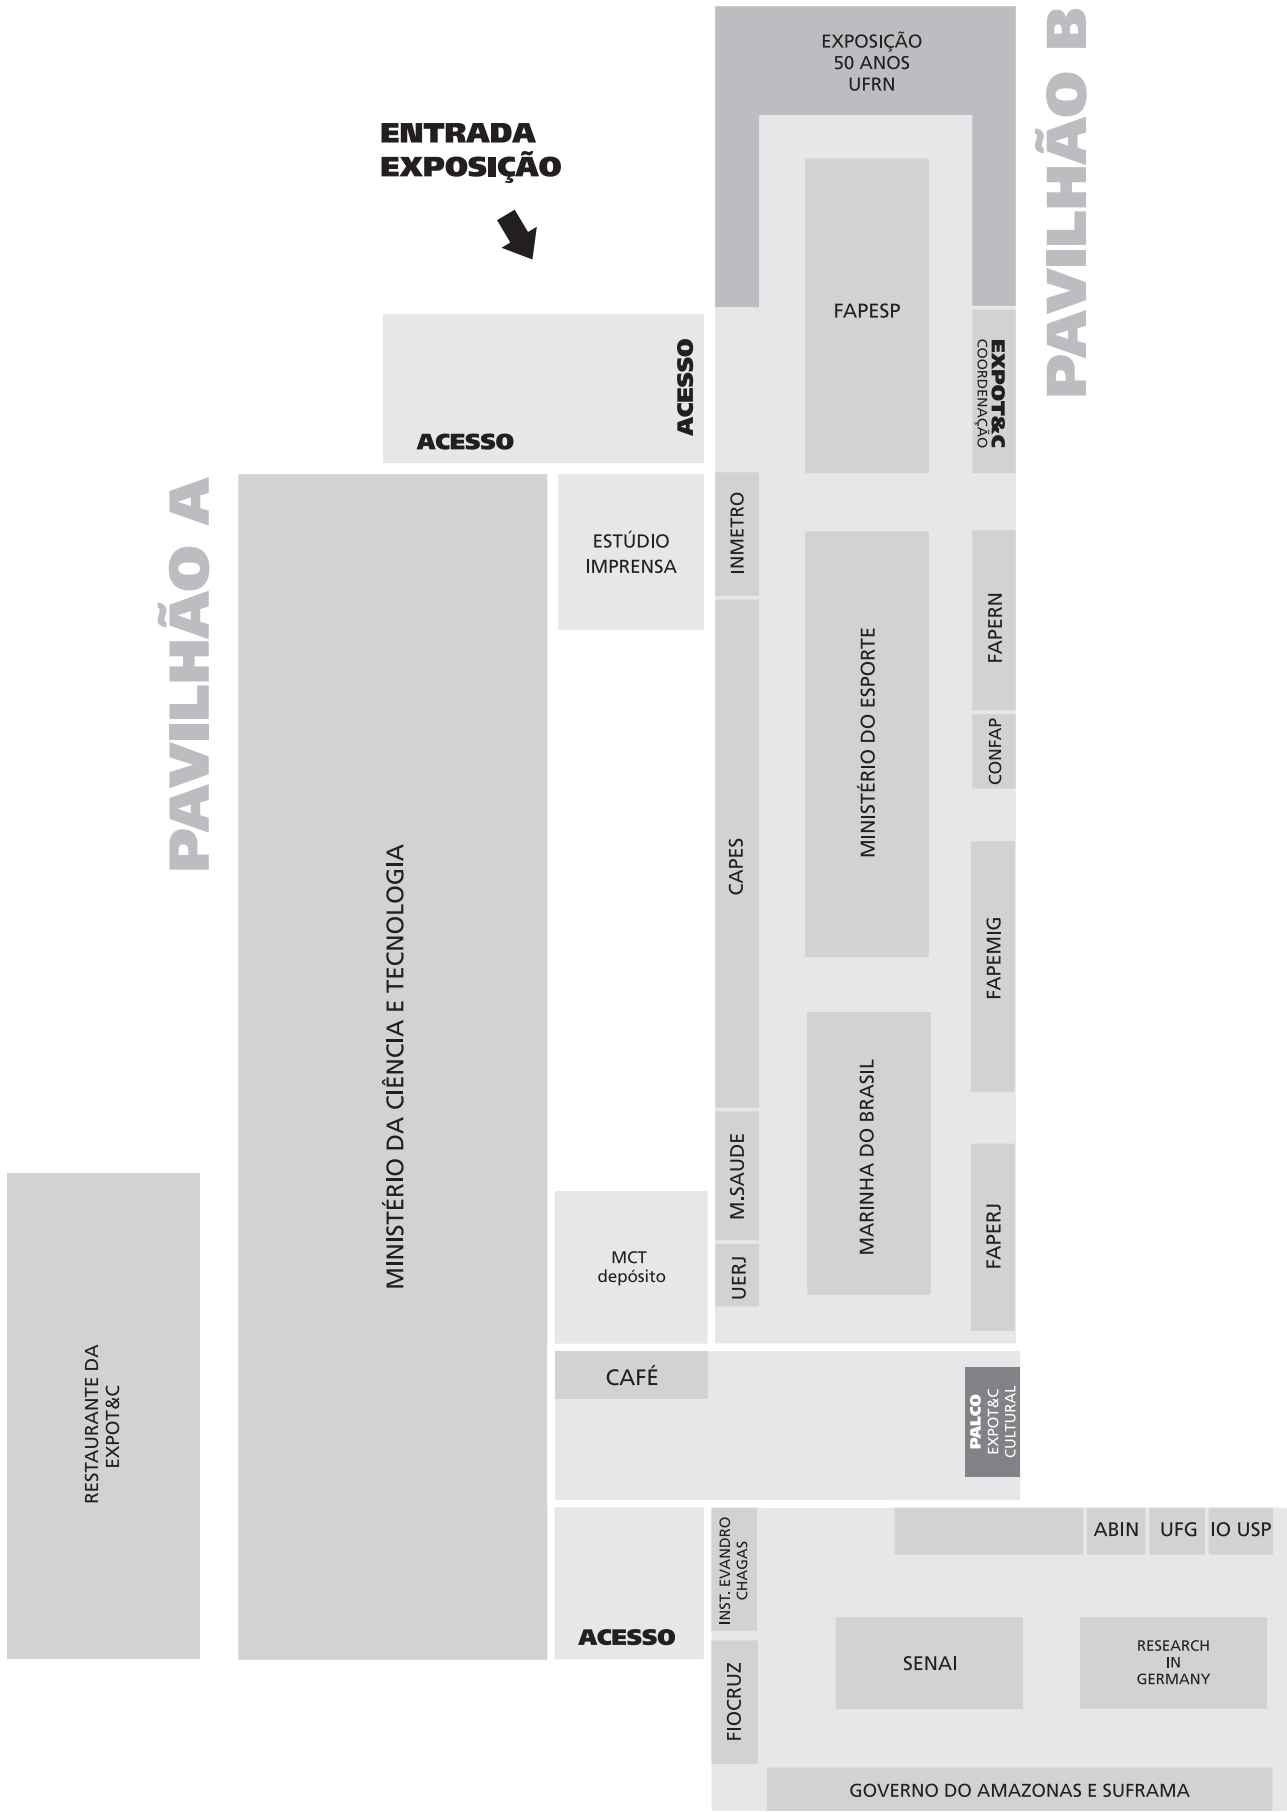 EXPOSIÇÃO
50 ANOS
UFRN
PAVILHÃO B
ENTRADA
EXPOSIÇÃO
FAPESP
EXPOT&C
COORDENAÇÃO
ACESSO
ACESSO
PAVILHÃO A
ESTÚDIO
IMPRENSA
INMETRO
FAPERN
MINISTÉRIO DO ESPORTE
CONFAP
CAPES
MINISTÉRIO DA CIÊNCIA E TECNOLOGIA
FAPEMIG
MARINHA DO BRASIL
M.SAUDE
FAPERJ
UERJ
MCT
depósito
RESTAURANTE DA
EXPOT&C
CAFÉ
PALCO
EXPOT&C
CULTURAL
INST. EVANDRO
CHAGAS
ABIN
UFG
IO USP
ACESSO
SENAI
RESEARCH
IN
GERMANY
FIOCRUZ
GOVERNO DO AMAZONAS E SUFRAMA